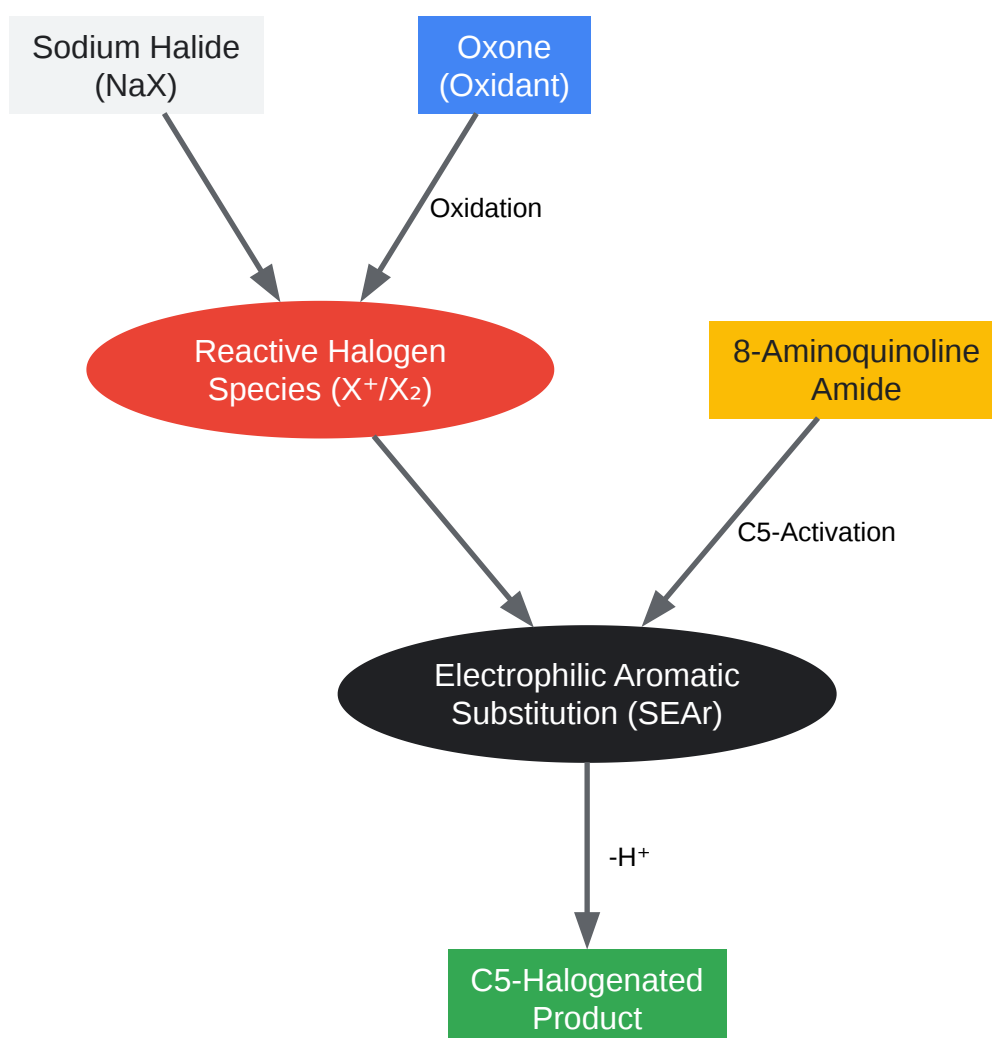 Sodium Halide
(NaX)
Oxone
(Oxidant)
Oxidation
Reactive Halogen
Species (X⁺/X₂)
8-Aminoquinoline
Amide
C5-Activation
Electrophilic Aromatic
Substitution (SEAr)
-H⁺
C5-Halogenated
Product